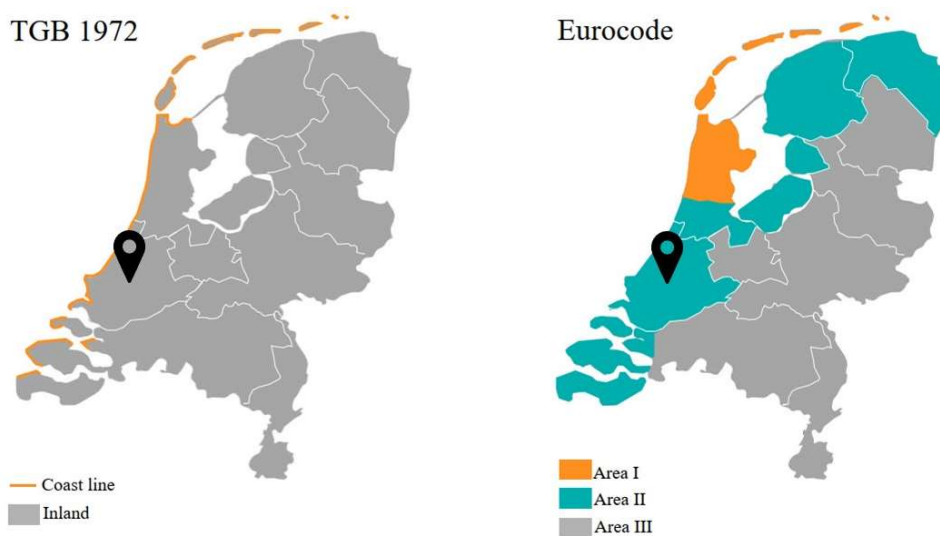 TGB 1972
Eurocode
Coast line
Inland
Area I
Area II
Area III